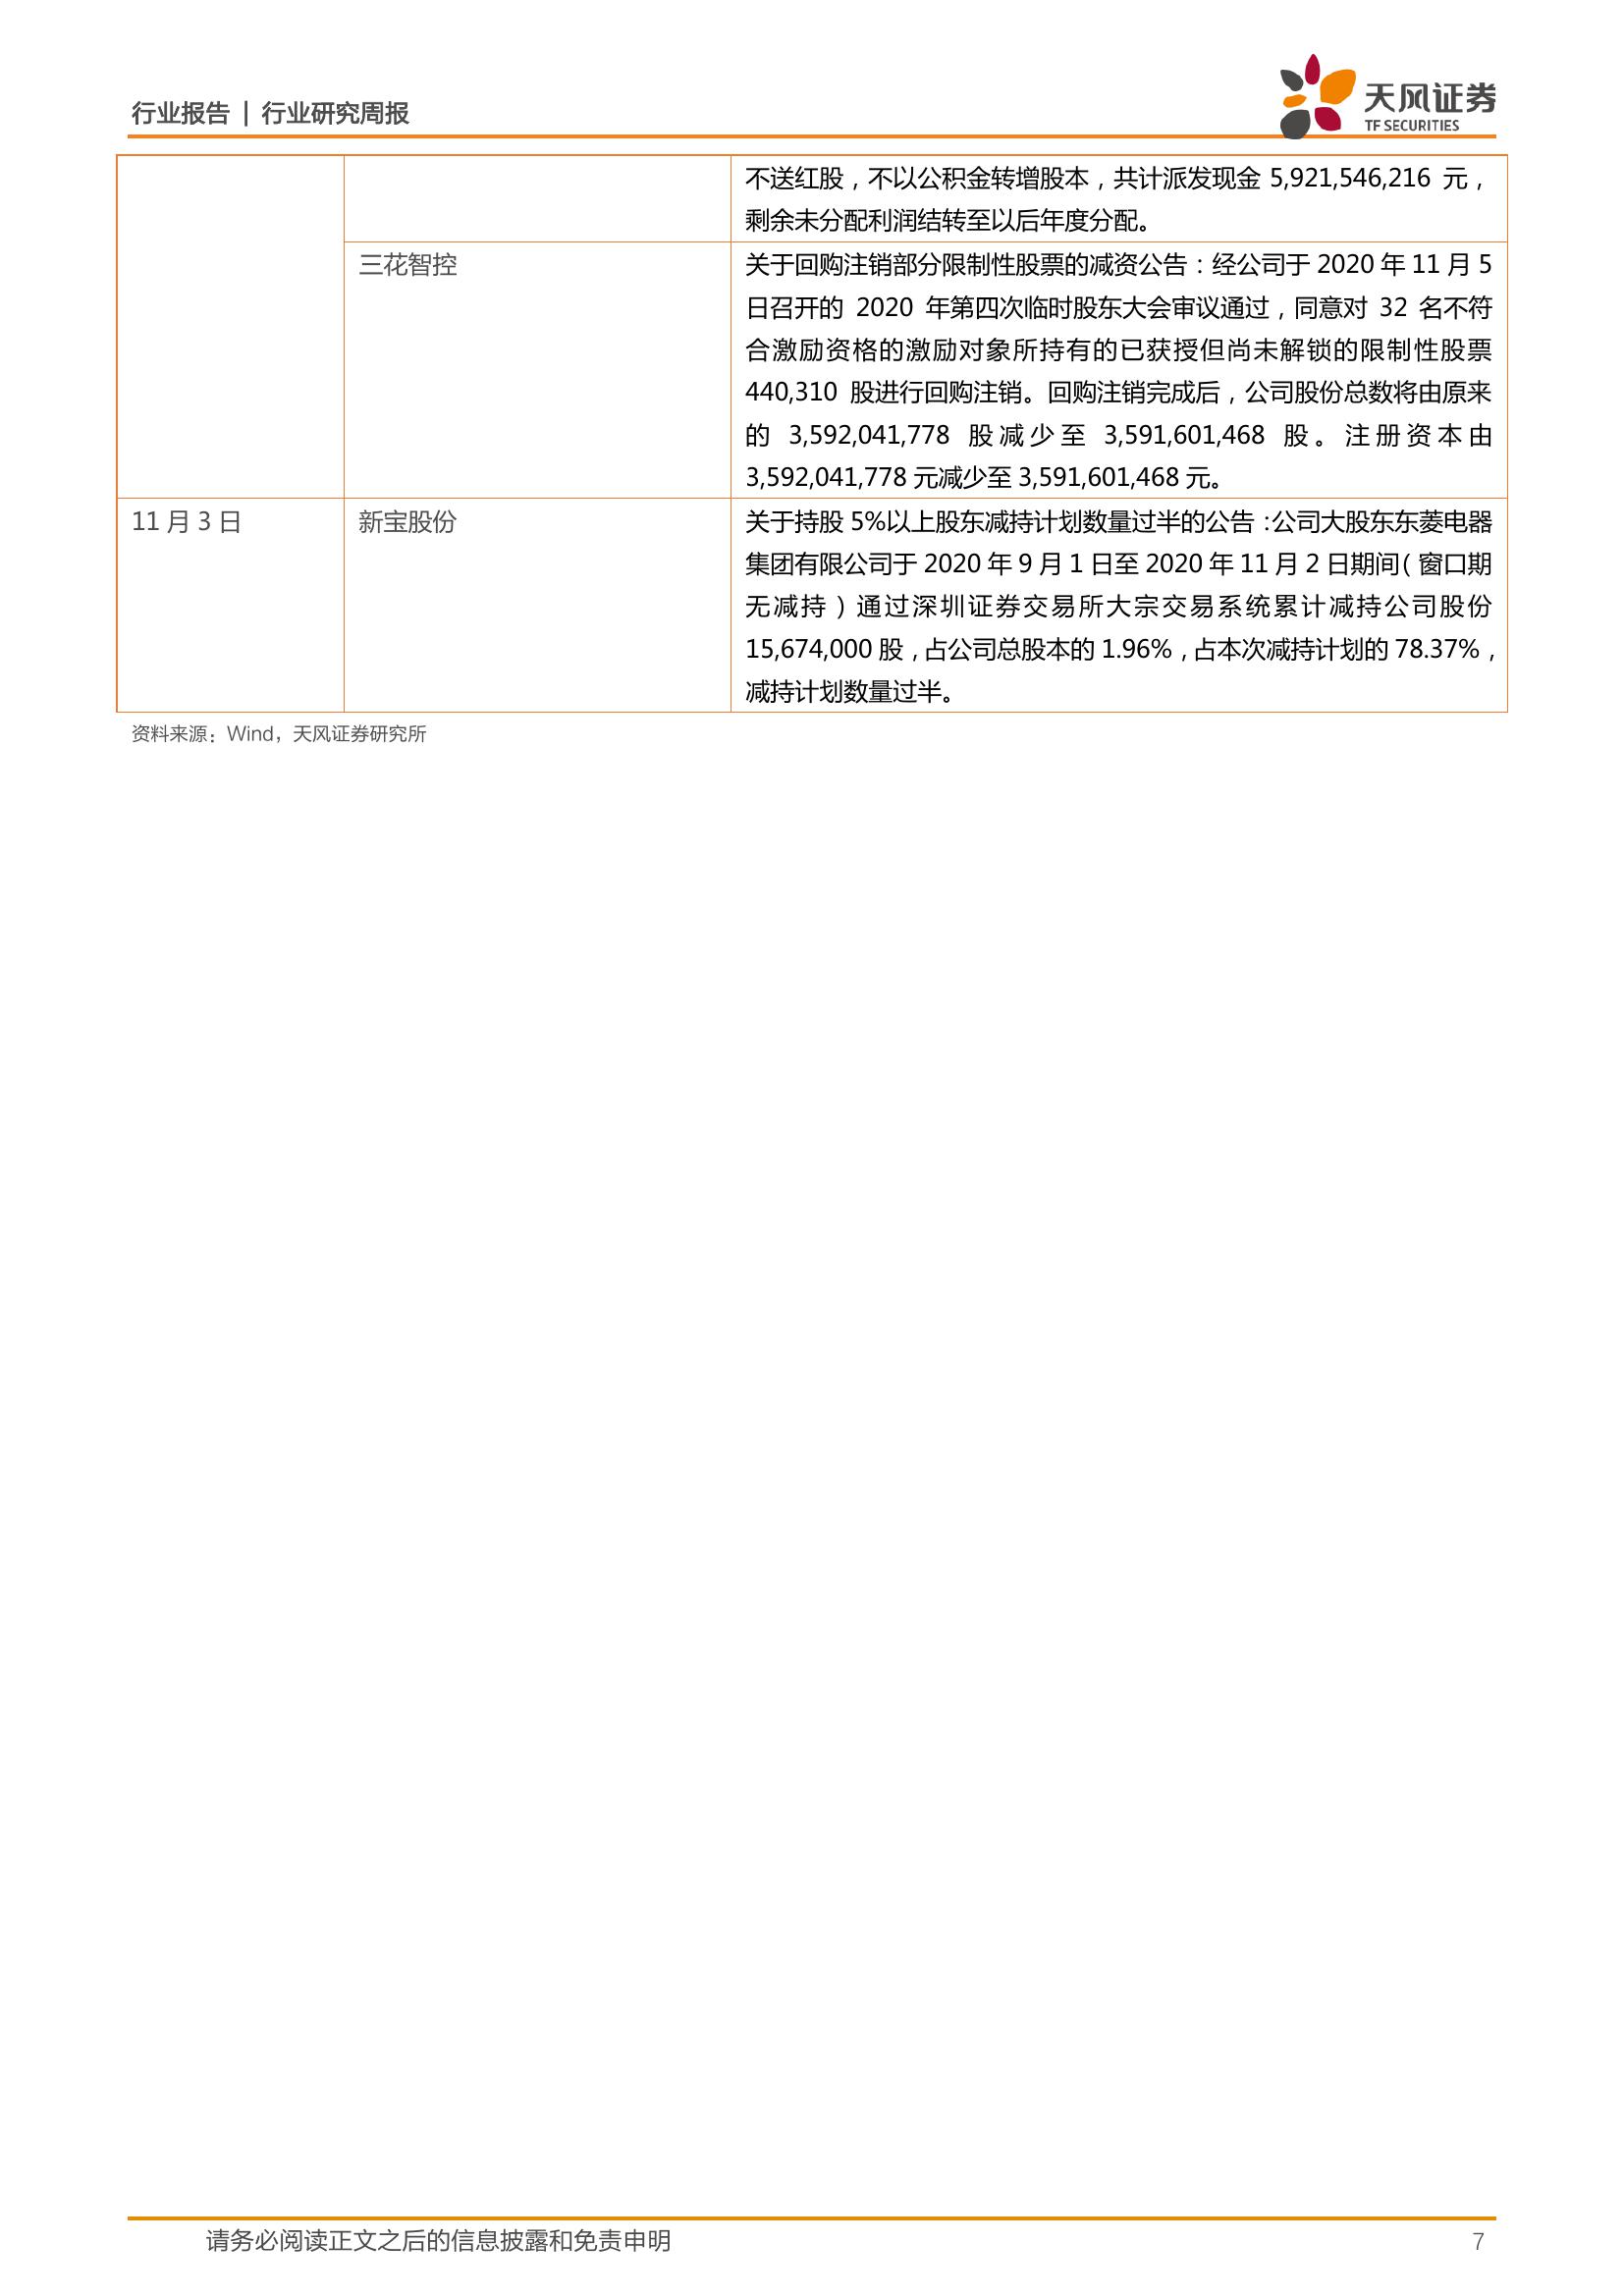 行业报告 | 行业研究周报
天风证券
TF SECURITIES
不送红股，不以公积金转增股本，共计派发现金 5,921,546,216 元，
剩余未分配利润结转至以后年度分配。
三花智控
关于回购注销部分限制性股票的减资公告：经公司于 2020 年 11 月 5
日召开的 2020 年第四次临时股东大会审议通过，同意对 32 名不符
合激励资格的激励对象所持有的已获授但尚未解锁的限制性股票
440,310 股进行回购注销。回购注销完成后，公司股份总数将由原来
的 3,592,041,778 股减少至 3,591,601,468 股。注册资本由
3,592,041,778 元减少至 3,591,601,468 元。
11 月 3 日
新宝股份
关于持股 5%以上股东减持计划数量过半的公告：公司大股东东菱电器
集团有限公司于 2020 年 9 月 1 日至 2020 年 11 月 2 日期间（窗口期
无减持）通过深圳证券交易所大宗交易系统累计减持公司股份
15,674,000 股，占公司总股本的 1.96%，占本次减持计划的 78.37%，
减持计划数量过半。
资料来源：Wind，天风证券研究所
请务必阅读正文之后的信息披露和免责申明
7